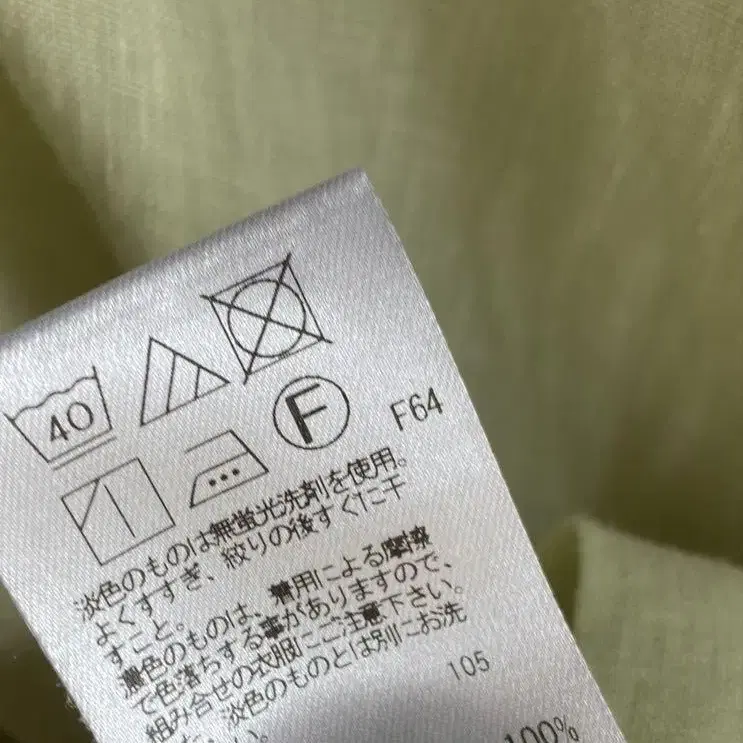 40
F
F64
淡色のものは無蛍光洗剤を使用。
よくすすぎ、絞りの後すぐに干
すこと。
濃色のものは、着用による摩擦
で色落ちする事がありますので、
組み合せの衣服にご注意下さい。
淡色のものとは別にお洗
い。
105
100%